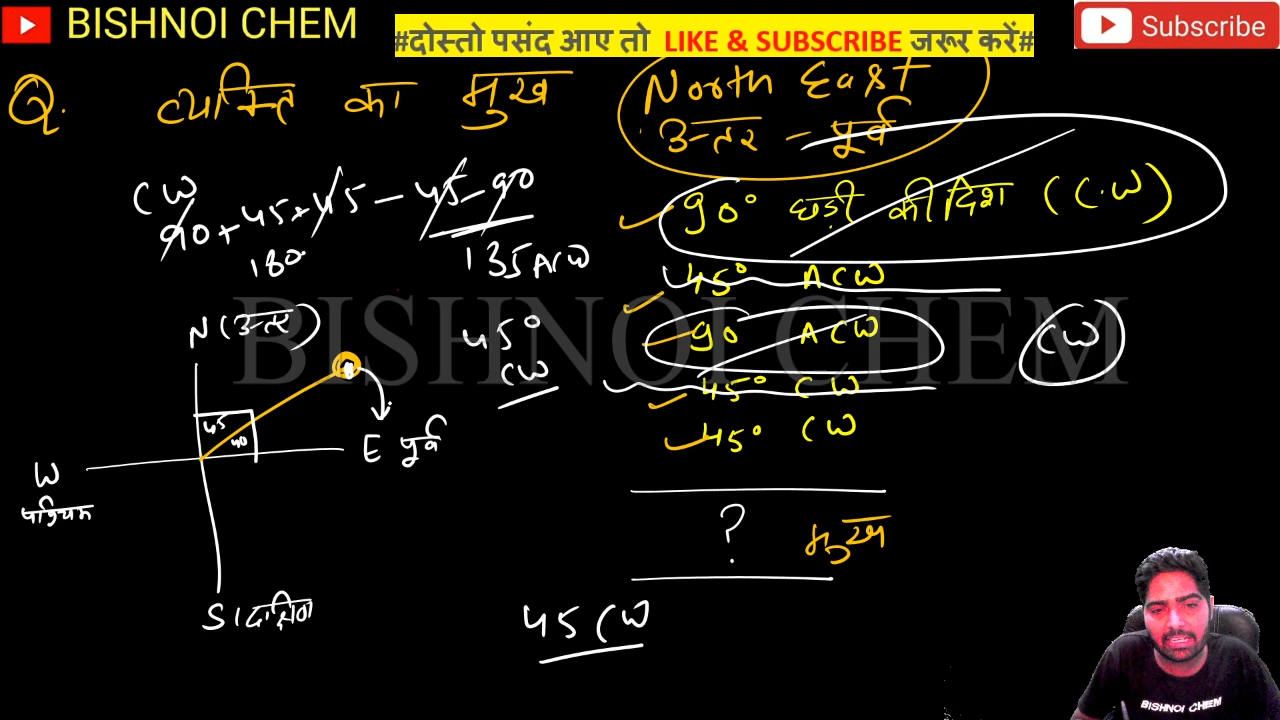 BISHNOI CHEM
#दोस्तो पसंद आए तो LIKE & SUBSCRIBE जरूर करें#
Subscribe
Q. व्यक्ति का मुख
North East
उत्तर - पूर्व
CW
90+45+45-45-90
180
135 ACW
90° घड़ी की दिशा (C.W)
45° ACW
90 ACW
45° CW
45° CW
CW
BISHNOI CHEM
N (उत्तर)
45°
CW
45
40
E पूर्व
W
पश्चिम
S (दक्षिण
?
मुख
45 CW
BISHNOI CHEM